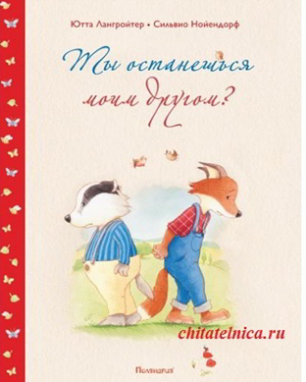 Ютта Лангройтер • Сильвио Нойендорф
Ты останешься
моим другом?
chitatelnica.ru
Поляндрия